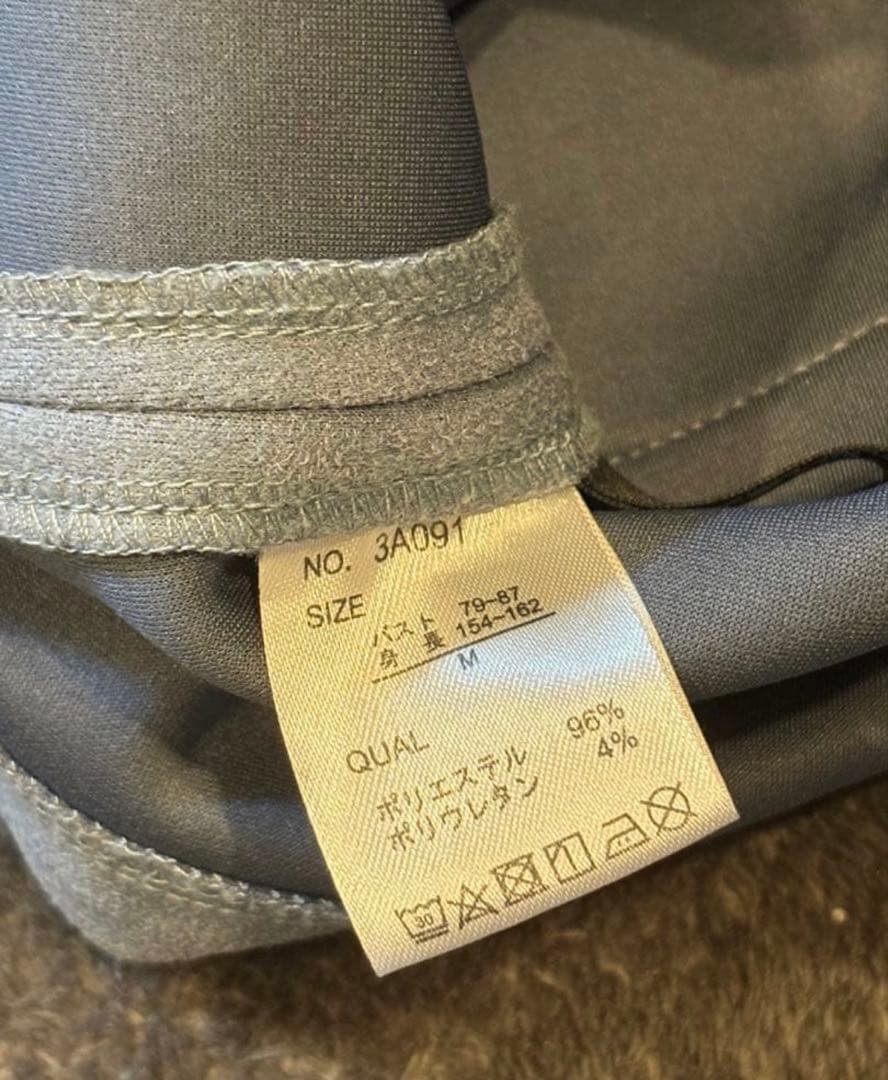 NO. 3A091
SIZE
バスト 79-87
身長 154-162
M
QUAL
ポリエステル 96%
ポリウレタン 4%
30